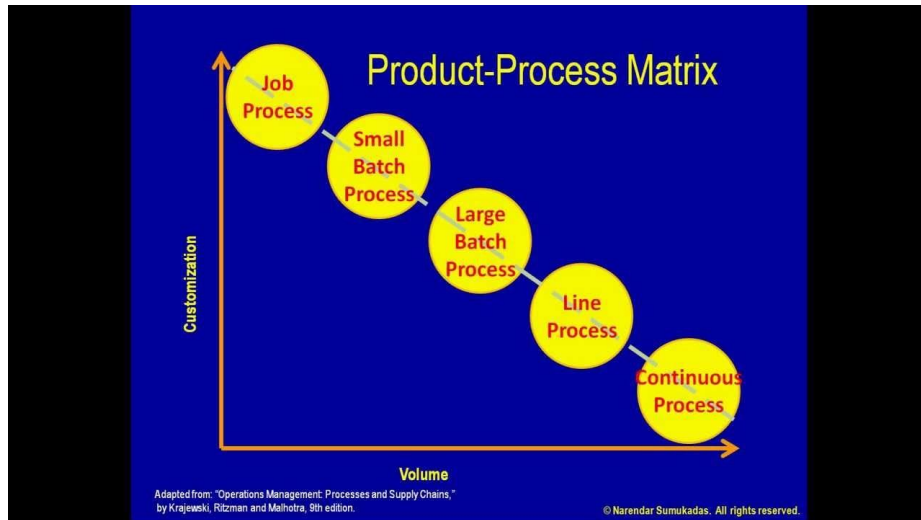 Product-Process Matrix
Job
Process
Small
Batch
Process
Large
Batch
Process
Line
Process
Continuous
Process
Customization
Volume
Adapted from: "Operations Management: Processes and Supply Chains,"
by Krajewski, Ritzman and Malhotra, 9th edition.
© Narendar Sumukadas. All rights reserved.